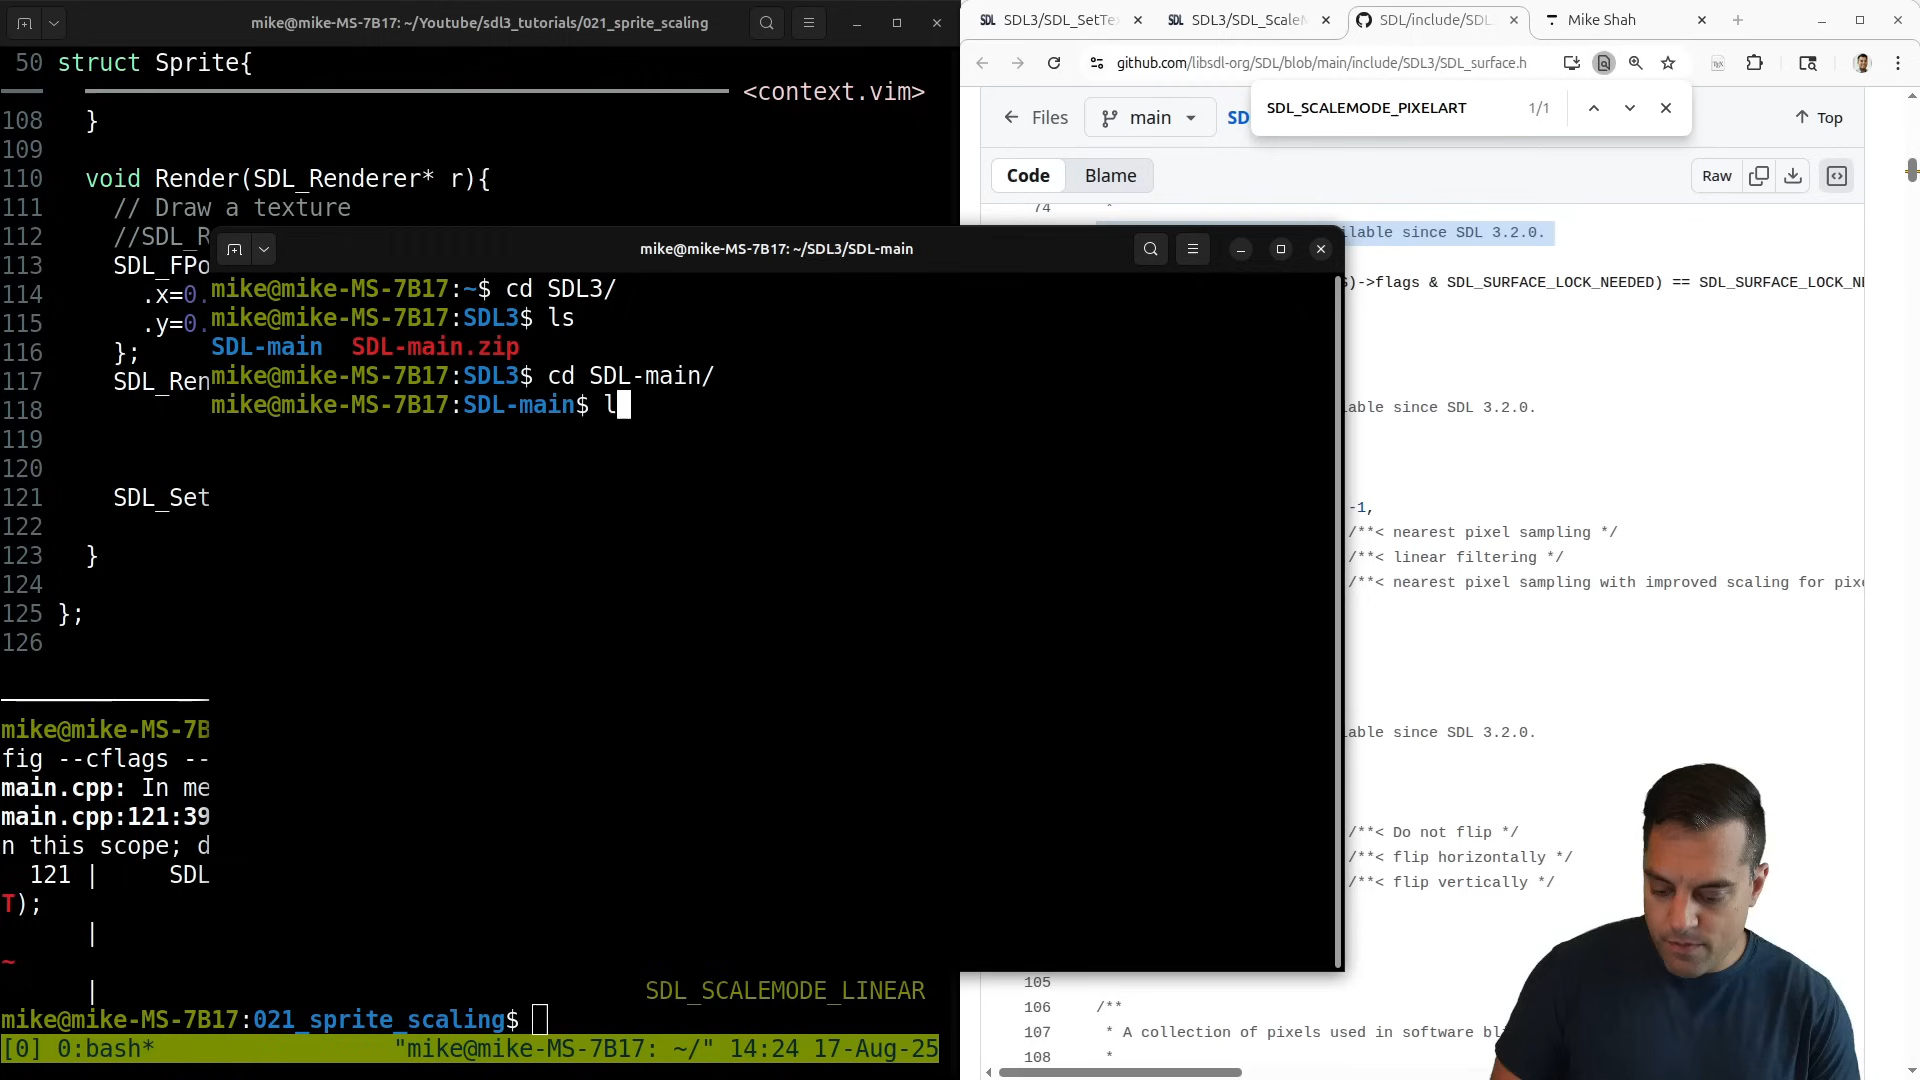 mike@mike-MS-7B17: ~/Youtube/sdl3_tutorials/021_sprite_scaling
50 struct Sprite{
<context.vim>
108 }
109
110 void Render(SDL_Renderer* r){
111 // Draw a texture
112 //SDL_R
113 SDL_FPo
114 .x=0.
115 .y=0.
116 };
117 SDL_Ren
118
119
120
121 SDL_Set
122
123 }
124
125 };
126
mike@mike-MS-7B
fig --cflags --
main.cpp: In me
main.cpp:121:39
n this scope; d
121 | SDL
T);
|
~
| SDL_SCALEMODE_LINEAR
mike@mike-MS-7B17:021_sprite_scaling$
[0] 0:bash* "mike@mike-MS-7B17: ~/" 14:24 17-Aug-25
mike@mike-MS-7B17: ~/SDL3/SDL-main
mike@mike-MS-7B17:~$ cd SDL3/
mike@mike-MS-7B17:SDL3$ ls
SDL-main SDL-main.zip
mike@mike-MS-7B17:SDL3$ cd SDL-main/
mike@mike-MS-7B17:SDL-main$ l
SDL SDL3/SDL_SetTex SDL SDL3/SDL_ScaleM SDL/include/SDL Mike Shah
github.com/libsdl-org/SDL/blob/main/include/SDL3/SDL_surface.h
SDL_SCALEMODE_PIXELART 1/1
Files main SD Top
Code Blame Raw
74 *
ilable since SDL 3.2.0.
S)->flags & SDL_SURFACE_LOCK_NEEDED) == SDL_SURFACE_LOCK_NE
lable since SDL 3.2.0.
-1,
/**< nearest pixel sampling */
/**< linear filtering */
/**< nearest pixel sampling with improved scaling for pixe
lable since SDL 3.2.0.
/**< Do not flip */
/**< flip horizontally */
/**< flip vertically */
105
106 /**
107 * A collection of pixels used in software bli
108 *